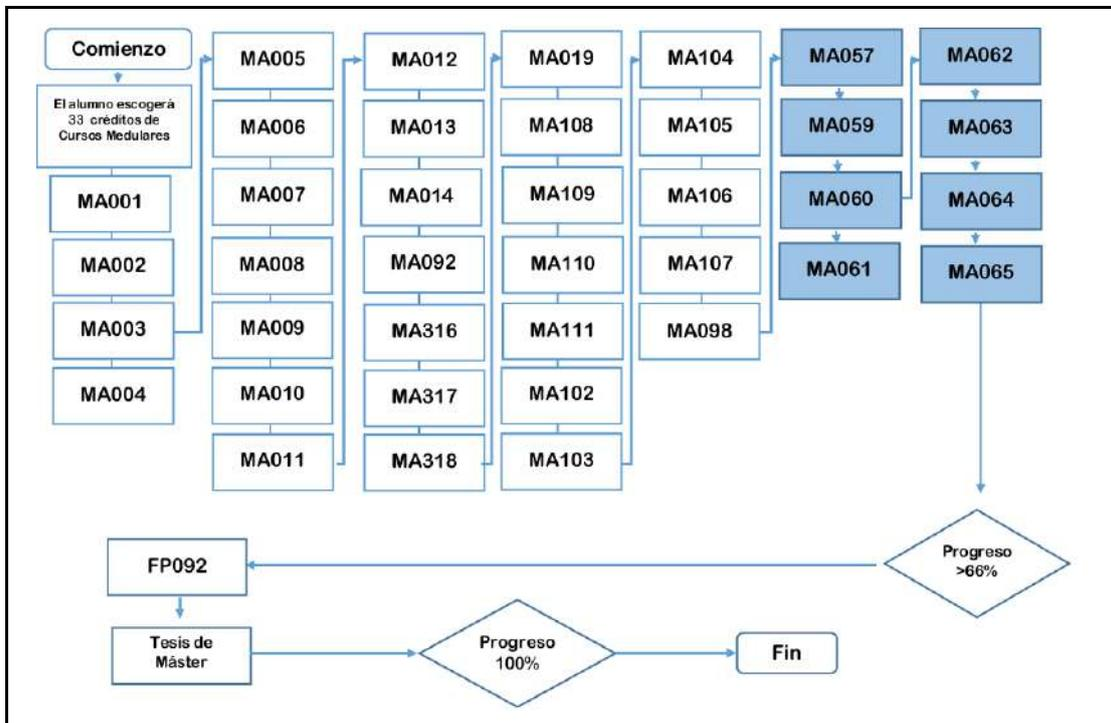 Comienzo
El alumno escogerá
33 créditos de
Cursos Medulares
MA001
MA002
MA003
MA004
MA005
MA006
MA007
MA008
MA009
MA010
MA011
MA012
MA013
MA014
MA092
MA316
MA317
MA318
MA019
MA108
MA109
MA110
MA111
MA102
MA103
MA104
MA105
MA106
MA107
MA098
MA057
MA059
MA060
MA061
MA062
MA063
MA064
MA065
Progreso
>66%
FP092
Tesis de
Máster
Progreso
100%
Fin